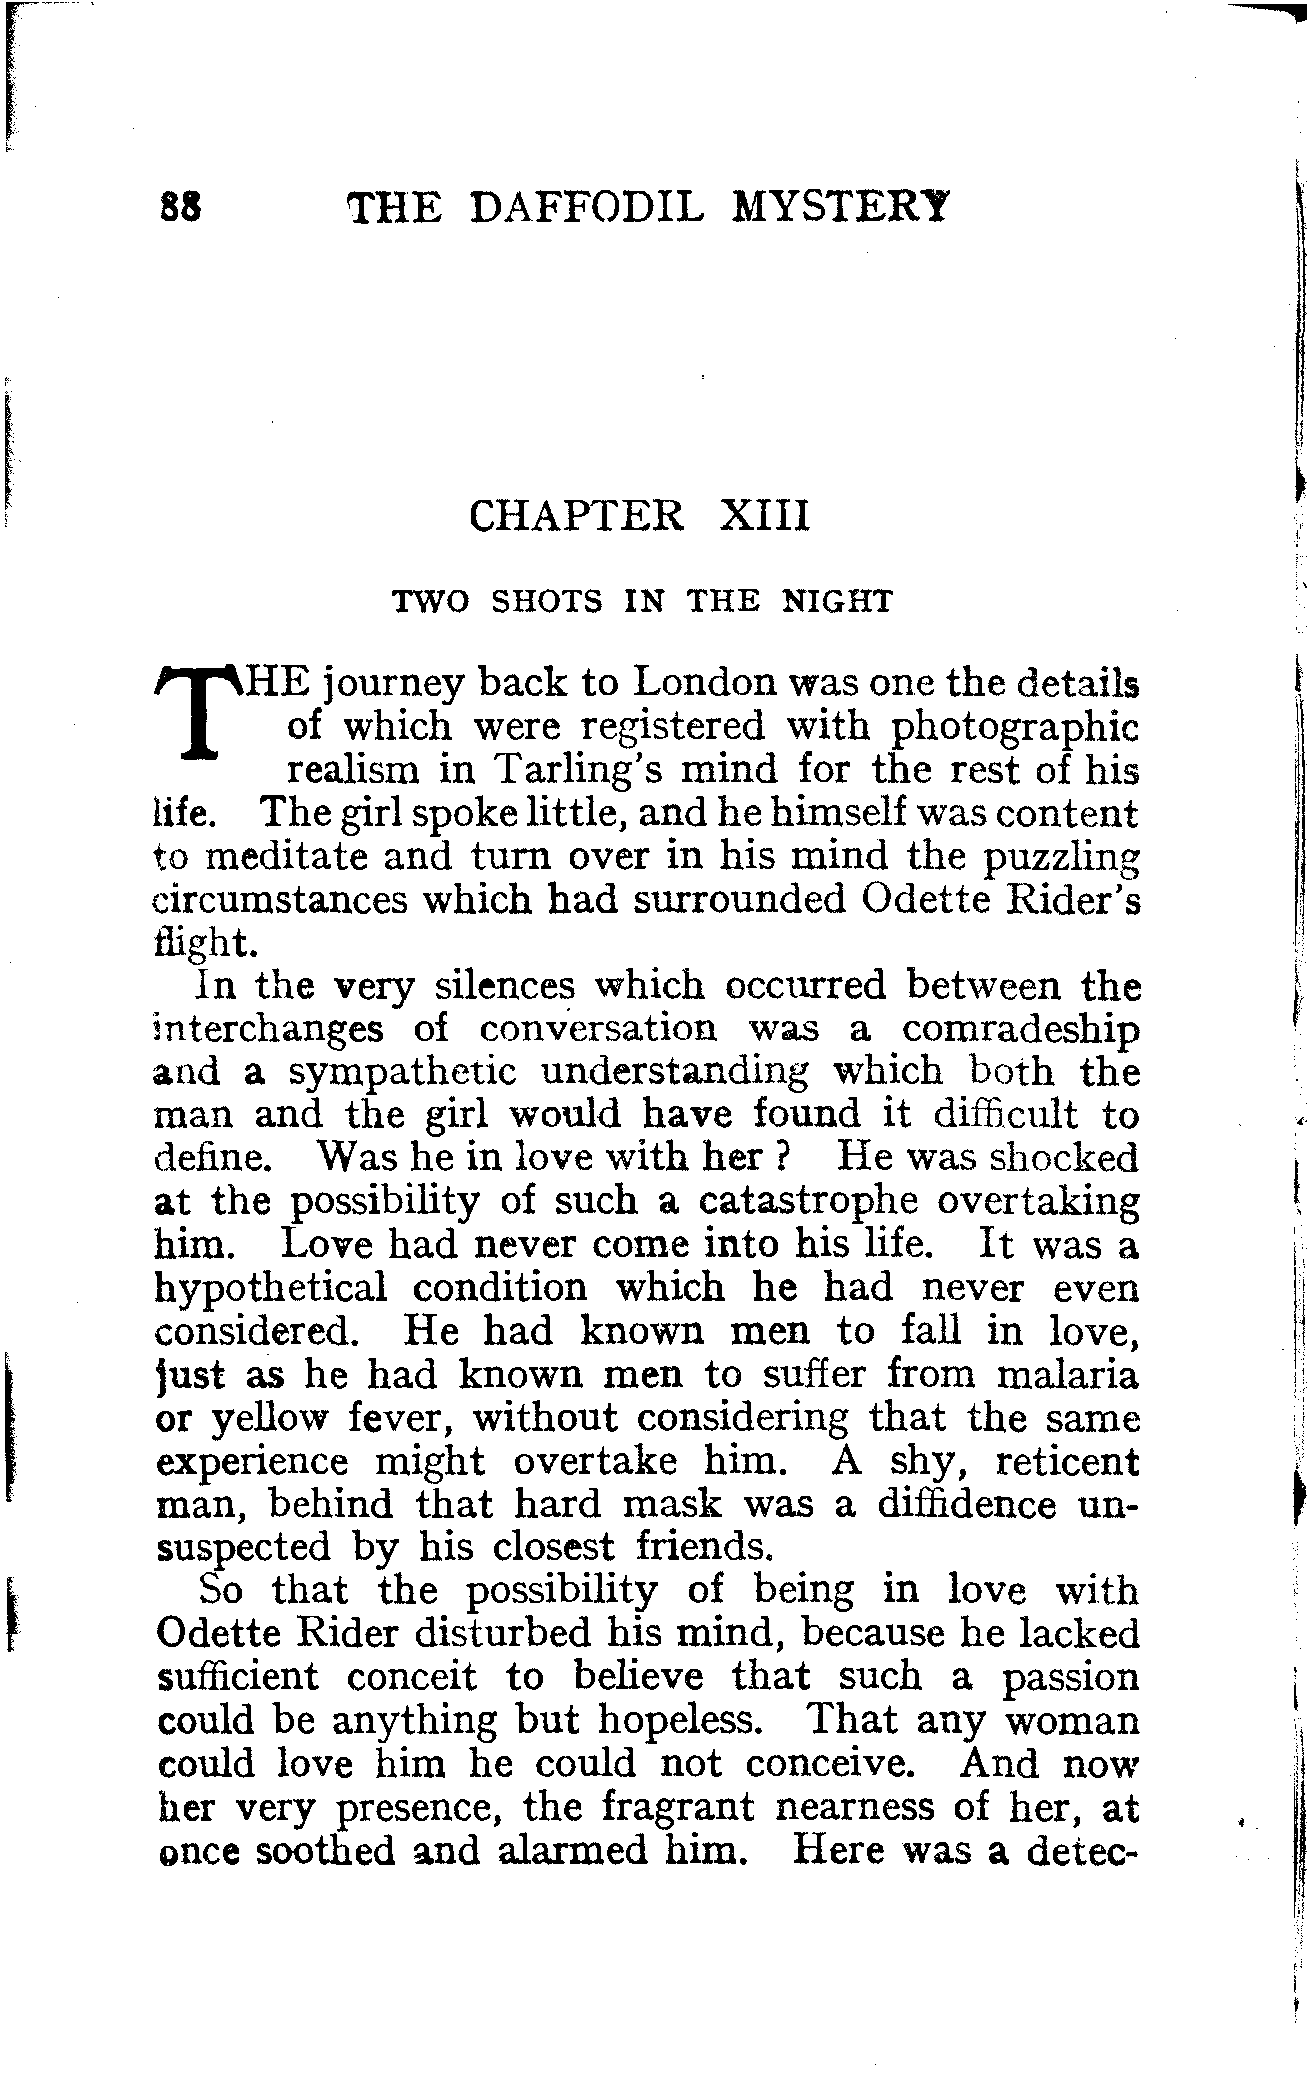 88 THE DAFFODIL MYSTERY
CHAPTER XIII
TWO SHOTS IN THE NIGHT
THE journey back to London was one the details
of which were registered with photographic
realism in Tarling's mind for the rest of his
life. The girl spoke little, and he himself was content
to meditate and turn over in his mind the puzzling
circumstances which had surrounded Odette Rider's
flight.
In the very silences which occurred between the
interchanges of conversation was a comradeship
and a sympathetic understanding which both the
man and the girl would have found it difficult to
define. Was he in love with her ? He was shocked
at the possibility of such a catastrophe overtaking
him. Love had never come into his life. It was a
hypothetical condition which he had never even
considered. He had known men to fall in love,
just as he had known men to suffer from malaria
or yellow fever, without considering that the same
experience might overtake him. A shy, reticent
man, behind that hard mask was a diffidence un-
suspected by his closest friends.
So that the possibility of being in love with
Odette Rider disturbed his mind, because he lacked
sufficient conceit to believe that such a passion
could be anything but hopeless. That any woman
could love him he could not conceive. And now
her very presence, the fragrant nearness of her, at
once soothed and alarmed him. Here was a detec-